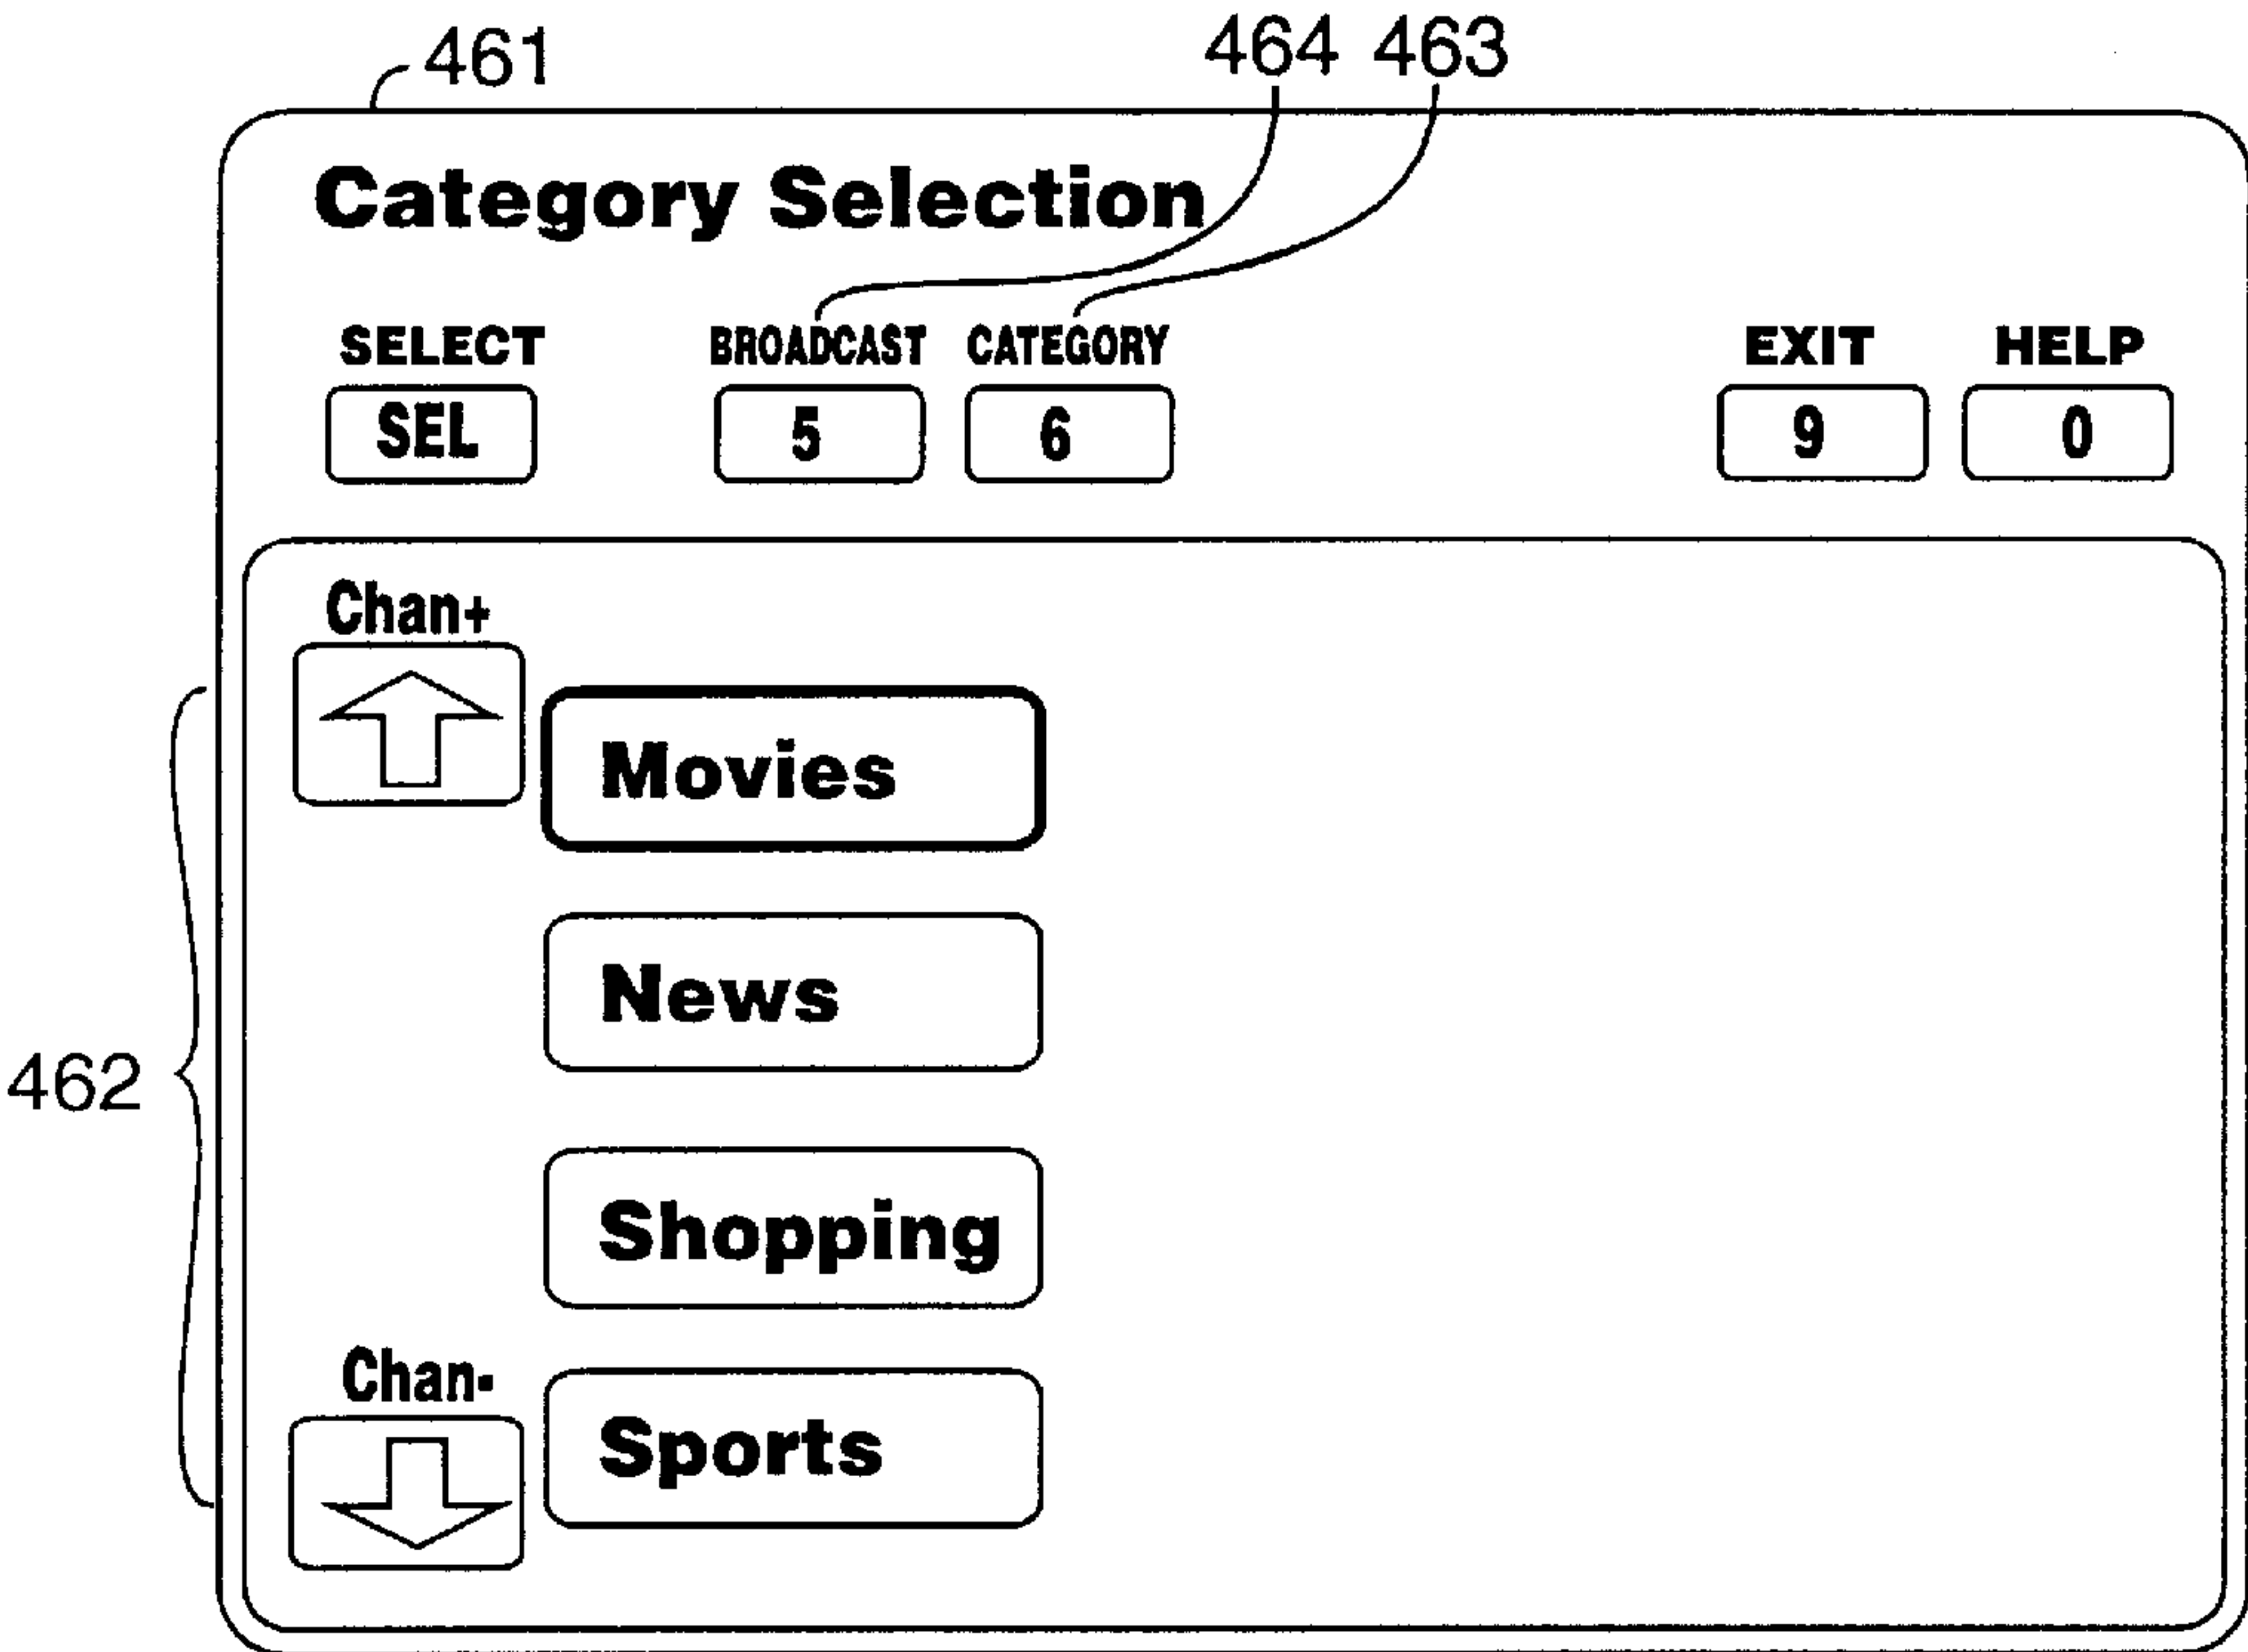 461 464 463
Category Selection
SELECT BROADCAST CATEGORY EXIT HELP
SEL 5 6 9 0
Chan+
Movies
News
462
Shopping
Chan-
Sports